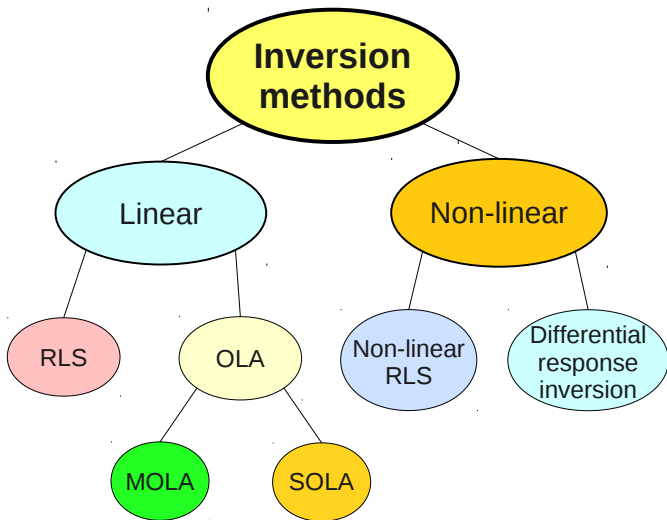 Inversion
methods
Linear
Non-linear
RLS
OLA
Non-linear
RLS
Differential
response
inversion
MOLA
SOLA